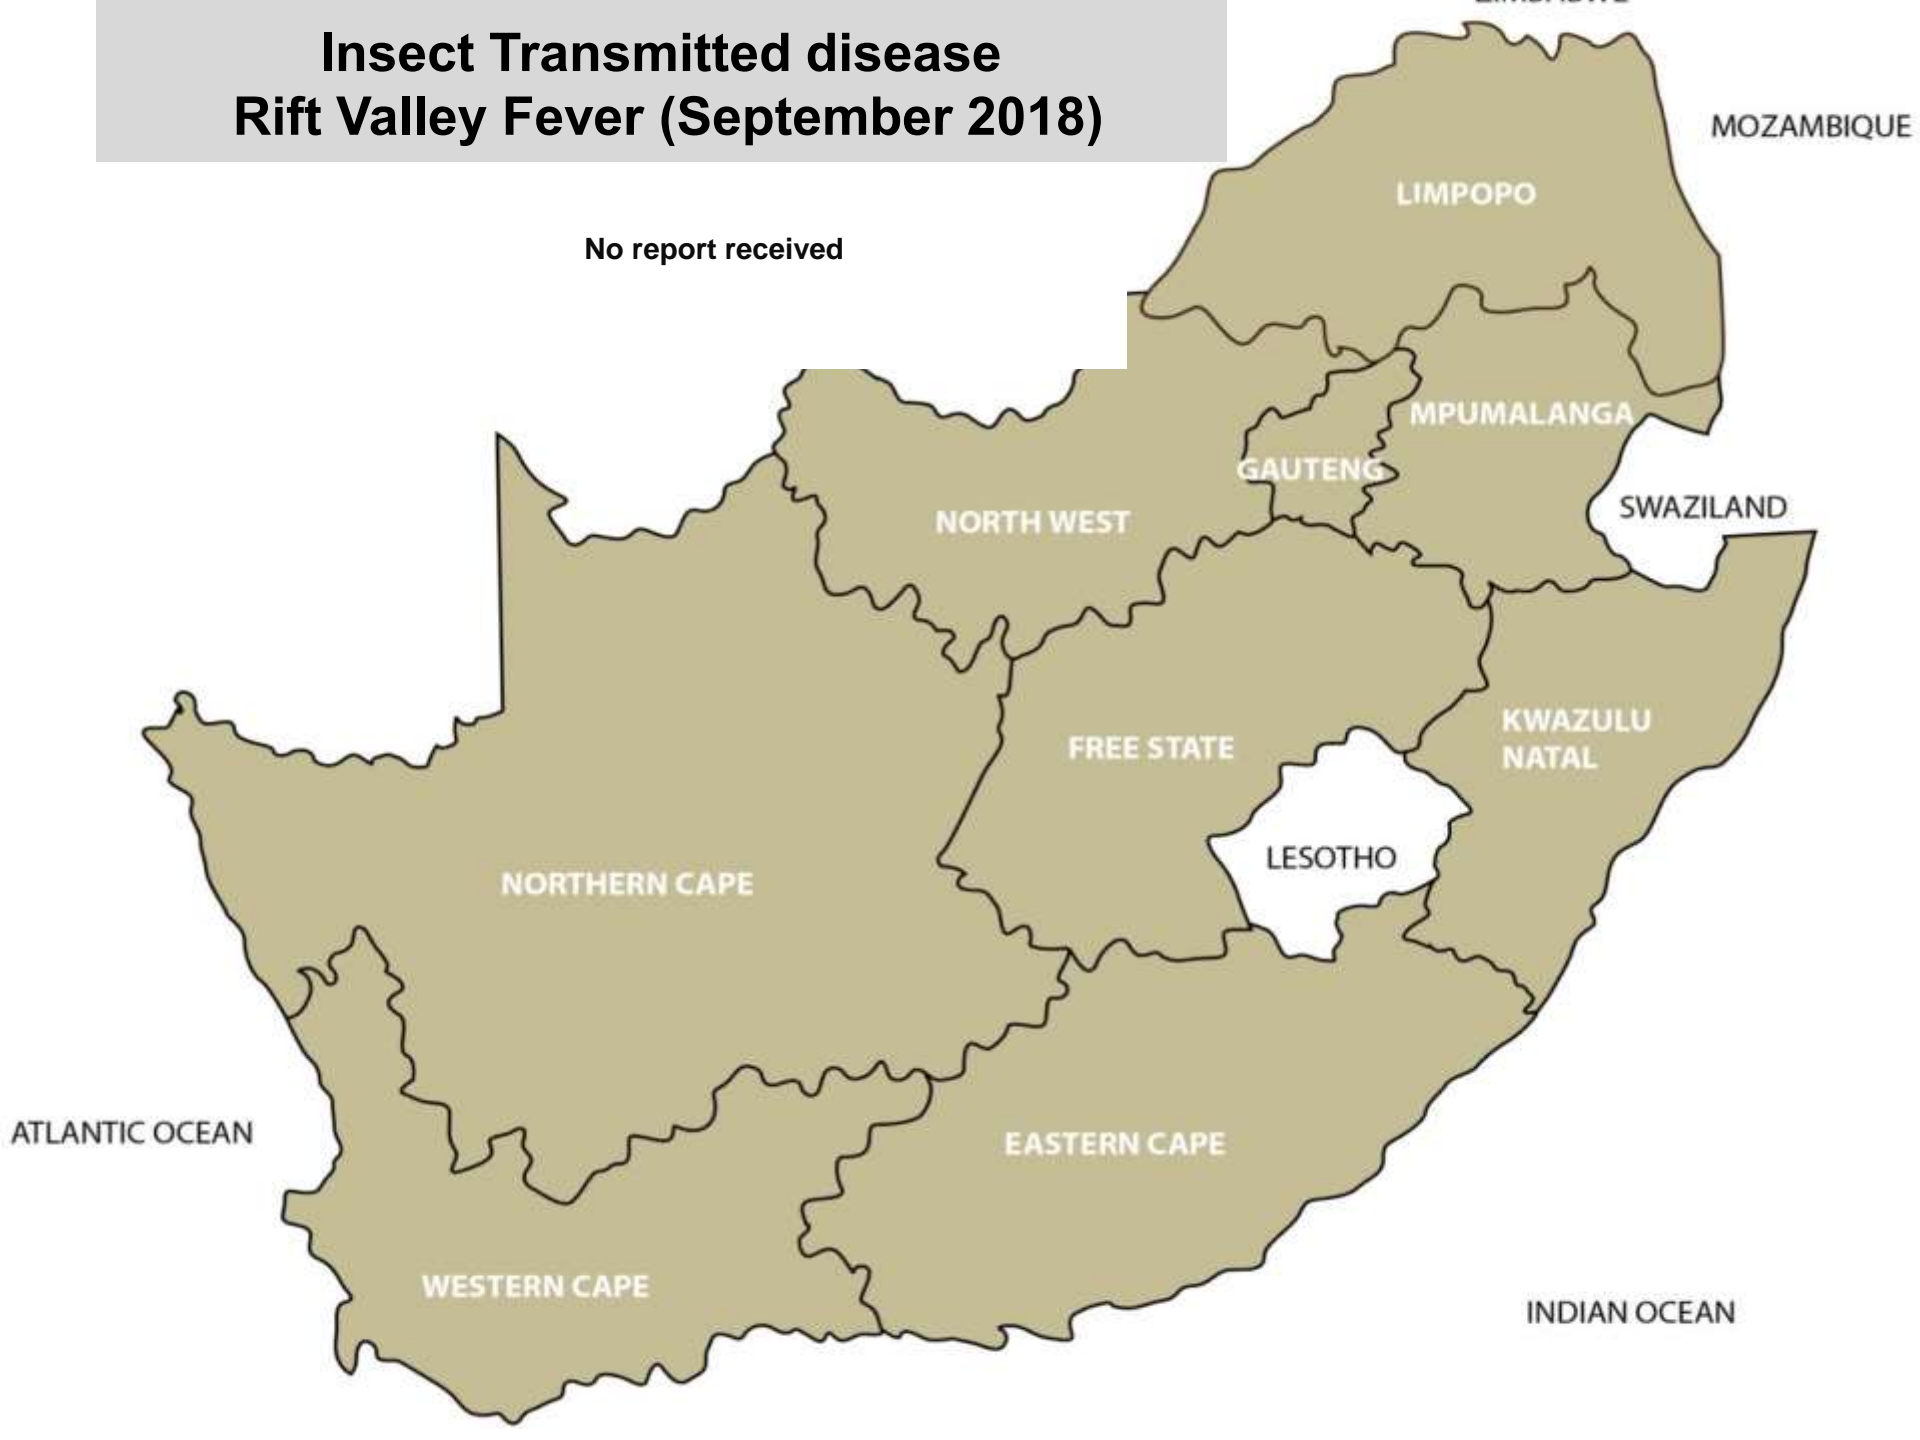 Insect Transmitted disease
Rift Valley Fever (September 2018)
MOZAMBIQUE
LIMPOPO
No report received
MPUMALANGA
GAUTENG
SWAZILAND
NORTH WEST
KWAZULU
NATAL
FREE STATE
LESOTHO
NORTHERN CAPE
ATLANTIC OCEAN
EASTERN CAPE
WESTERN CAPE
INDIAN OCEAN